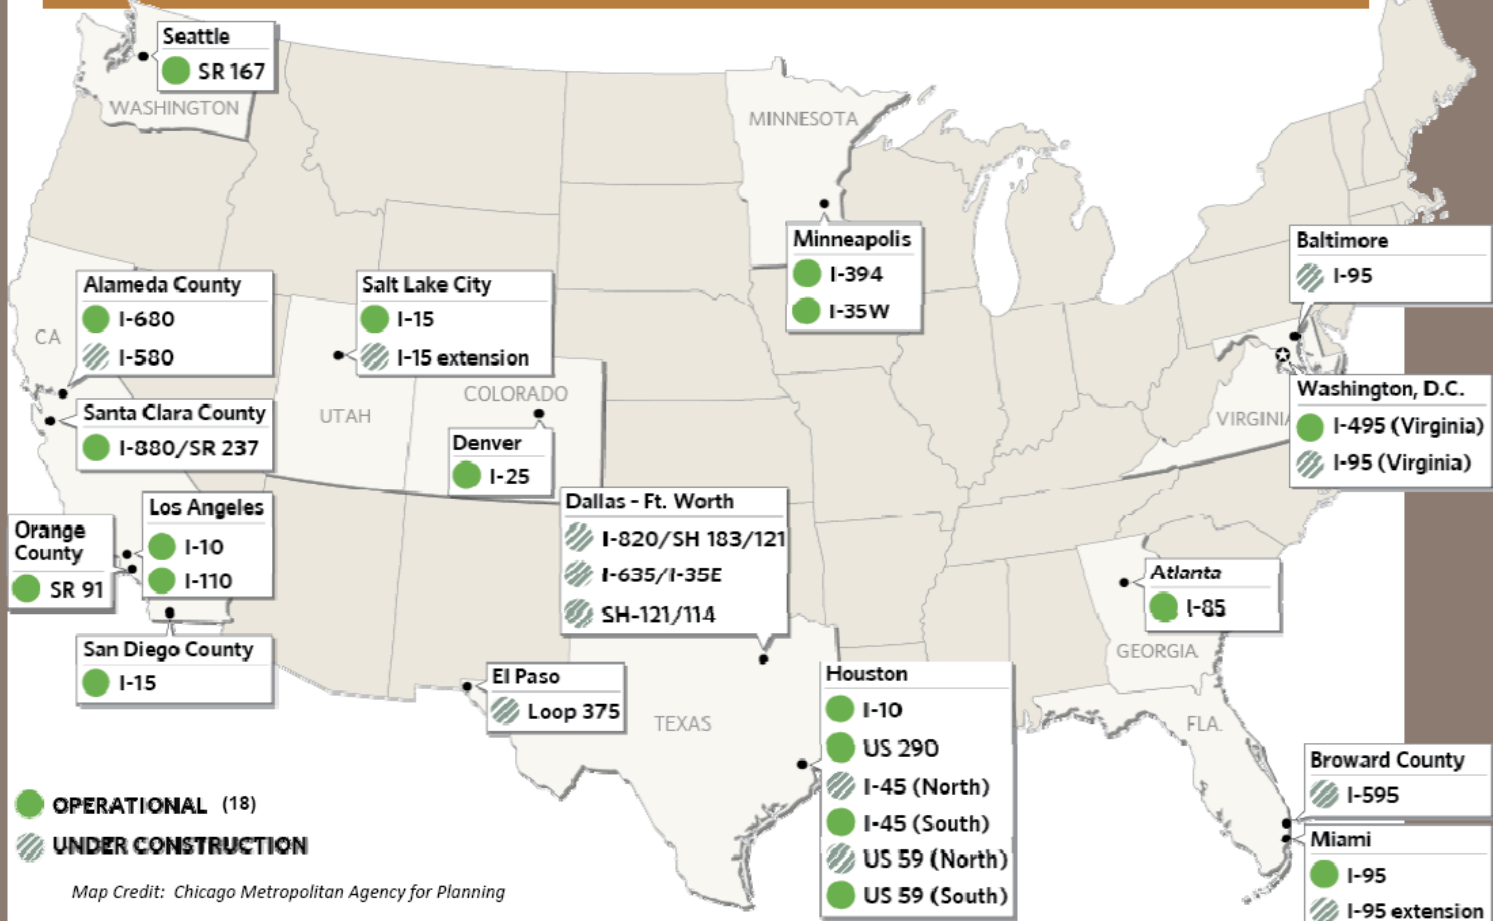 Seattle
SR 167
WASHINGTON
MINNESOTA
Minneapolis
I-394
I-35W
Baltimore
I-95
Washington, D.C.
I-495 (Virginia)
I-95 (Virginia)
VIRGINIA
CA
Alameda County
I-680
I-580
Santa Clara County
I-880/SR 237
Salt Lake City
I-15
I-15 extension
UTAH
COLORADO
Denver
I-25
Los Angeles
I-10
I-110
Orange
County
SR 91
San Diego County
I-15
Dallas - Ft. Worth
I-820/SH 183/121
I-635/I-35E
SH-121/114
El Paso
Loop 375
TEXAS
Houston
I-10
US 290
I-45 (North)
I-45 (South)
US 59 (North)
US 59 (South)
Atlanta
I-85
GEORGIA
FLA.
Broward County
I-595
Miami
I-95
I-95 extension
OPERATIONAL (18)
UNDER CONSTRUCTION
Map Credit: Chicago Metropolitan Agency for Planning